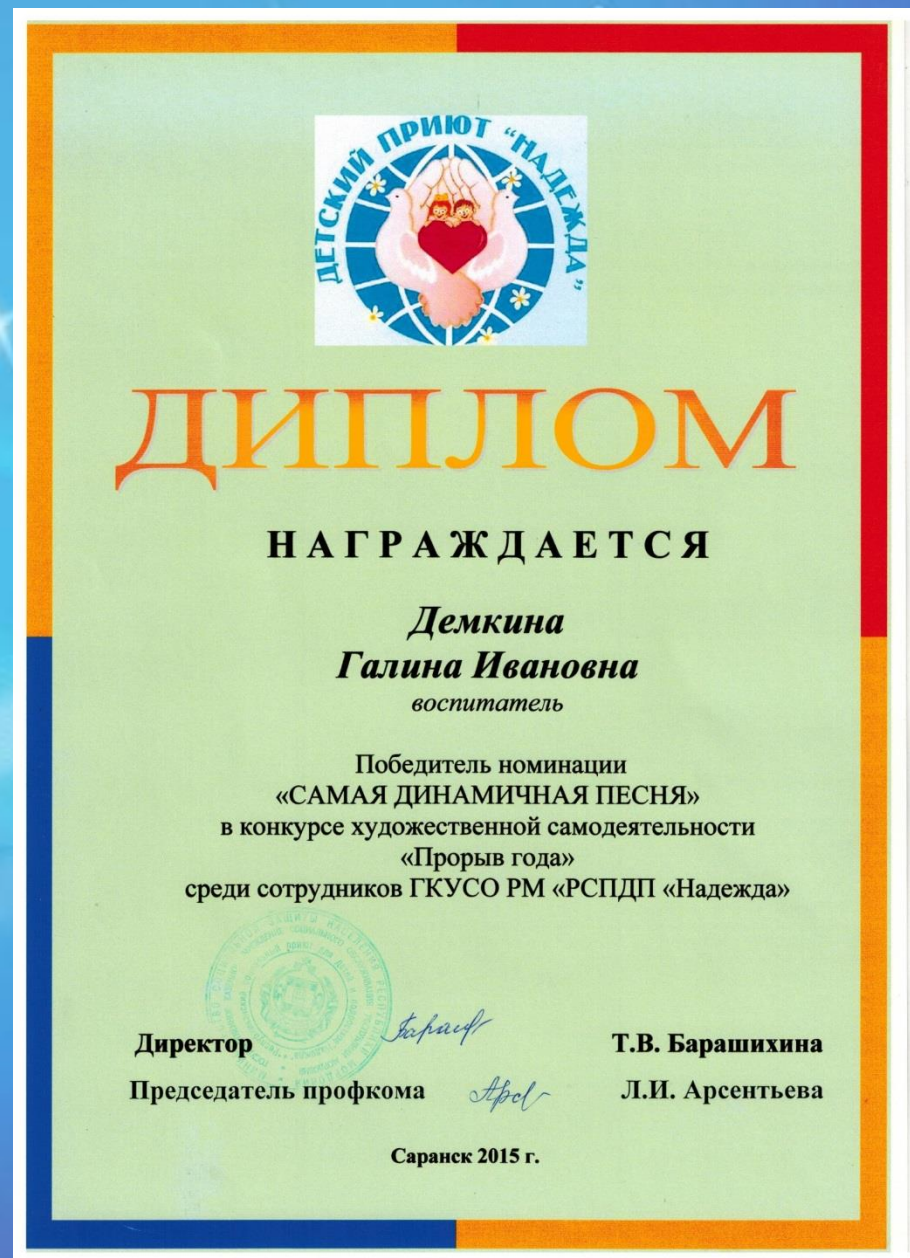 ДЕТСКИЙ ПРИЮТ "НАДЕЖДА"
ДИПЛОМ
НАГРАЖДАЕТСЯ
Демкина
Галина Ивановна
воспитатель
Победитель номинации
«САМАЯ ДИНАМИЧНАЯ ПЕСНЯ»
в конкурсе художественной самодеятельности
«Прорыв года»
среди сотрудников ГКУСО РМ «РСПДП «Надежда»
Директор Т.В. Барашихина
Председатель профкома Л.И. Арсентьева
Саранск 2015 г.